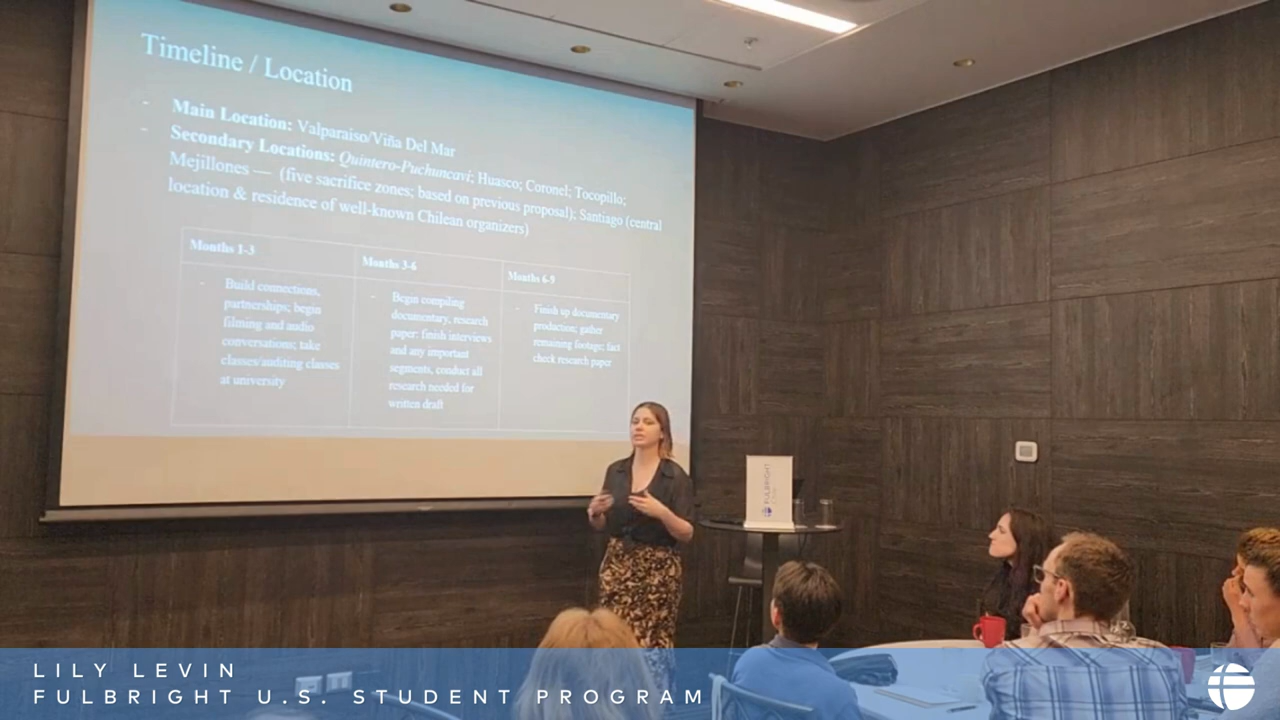 Timeline / Location
- Main Location: Valparaiso/Viña Del Mar
- Secondary Locations: Quintero-Puchuncaví; Huasco; Coronel; Tocopillo;
Mejillones — (five sacrifice zones; based on previous proposal); Santiago (central
location & residence of well-known Chilean organizers)
Months 1-3
- Build connections,
partnerships; begin
filming and audio
conversations; take
classes/auditing classes
at university
Months 3-6
- Begin compiling
documentary, research
paper: finish interviews
and any important
segments, conduct all
research needed for
written draft
Months 6-9
- Finish up documentary
production; gather
remaining footage; fact
check research paper
FULBRIGHT
LILY LEVIN
FULBRIGHT U.S. STUDENT PROGRAM